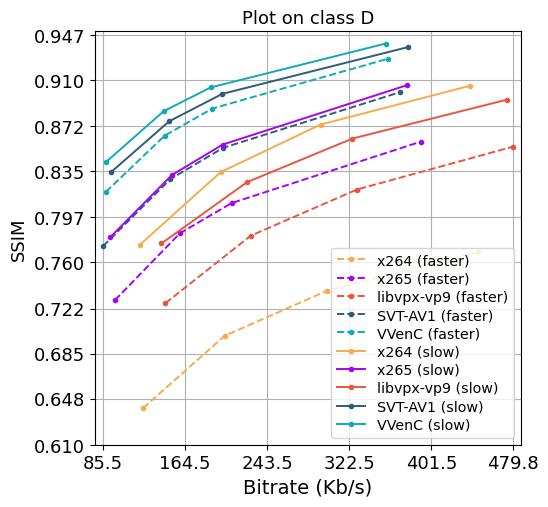 Plot on class D
0.947
0.910
0.872
0.835
0.797
0.760
0.722
0.685
0.648
0.610
SSIM
x264 (faster)
x265 (faster)
libvpx-vp9 (faster)
SVT-AV1 (faster)
VVenC (faster)
x264 (slow)
x265 (slow)
libvpx-vp9 (slow)
SVT-AV1 (slow)
VVenC (slow)
85.5 164.5 243.5 322.5 401.5 479.8
Bitrate (Kb/s)